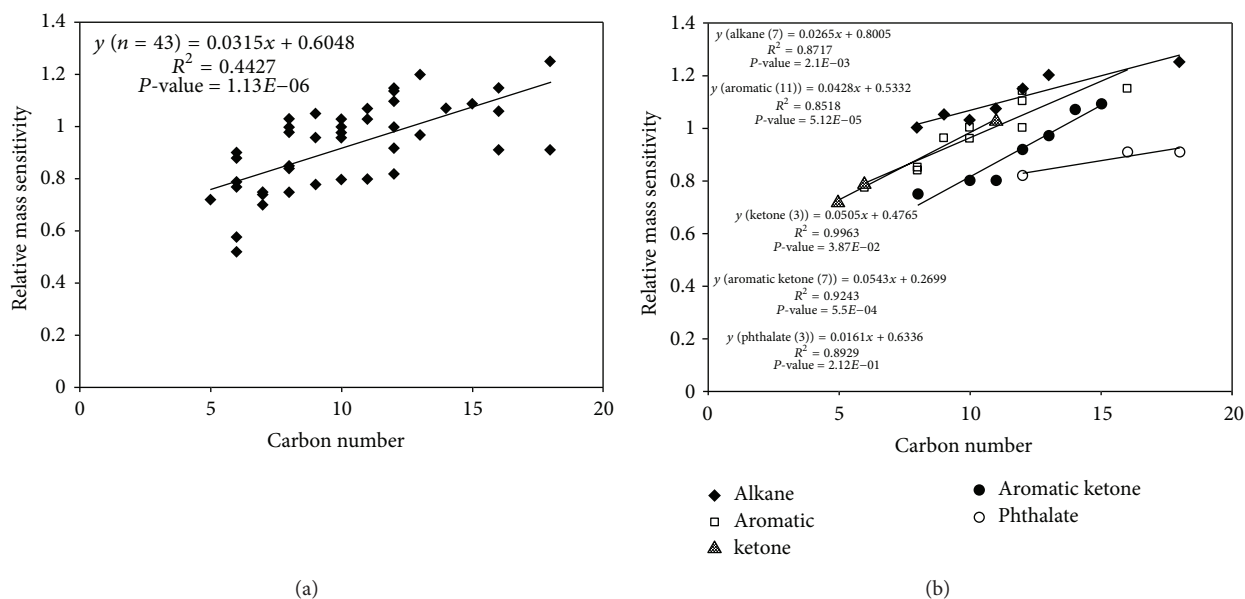 1.4
1.2
1
0.8
0.6
0.4
0.2
0
Relative mass sensitivity
y (n = 43) = 0.0315x + 0.6048
R² = 0.4427
P-value = 1.13E−06
0
5
10
15
20
Carbon number
(a)
1.4
1.2
1
0.8
0.6
0.4
0.2
0
Relative mass sensitivity
y (alkane (7) = 0.0265x + 0.8005
R² = 0.8717
P-value = 2.1E−03
y (aromatic (11)) = 0.0428x + 0.5332
R² = 0.8518
P-value = 5.12E−05
y (ketone (3)) = 0.0505x + 0.4765
R² = 0.9963
P-value = 3.87E−02
y (aromatic ketone (7)) = 0.0543x + 0.2699
R² = 0.9243
P-value = 5.5E−04
y (phthalate (3)) = 0.0161x + 0.6336
R² = 0.8929
P-value = 2.12E−01
0
5
10
15
20
Carbon number
Alkane
Aromatic
ketone
Aromatic ketone
Phthalate
(b)